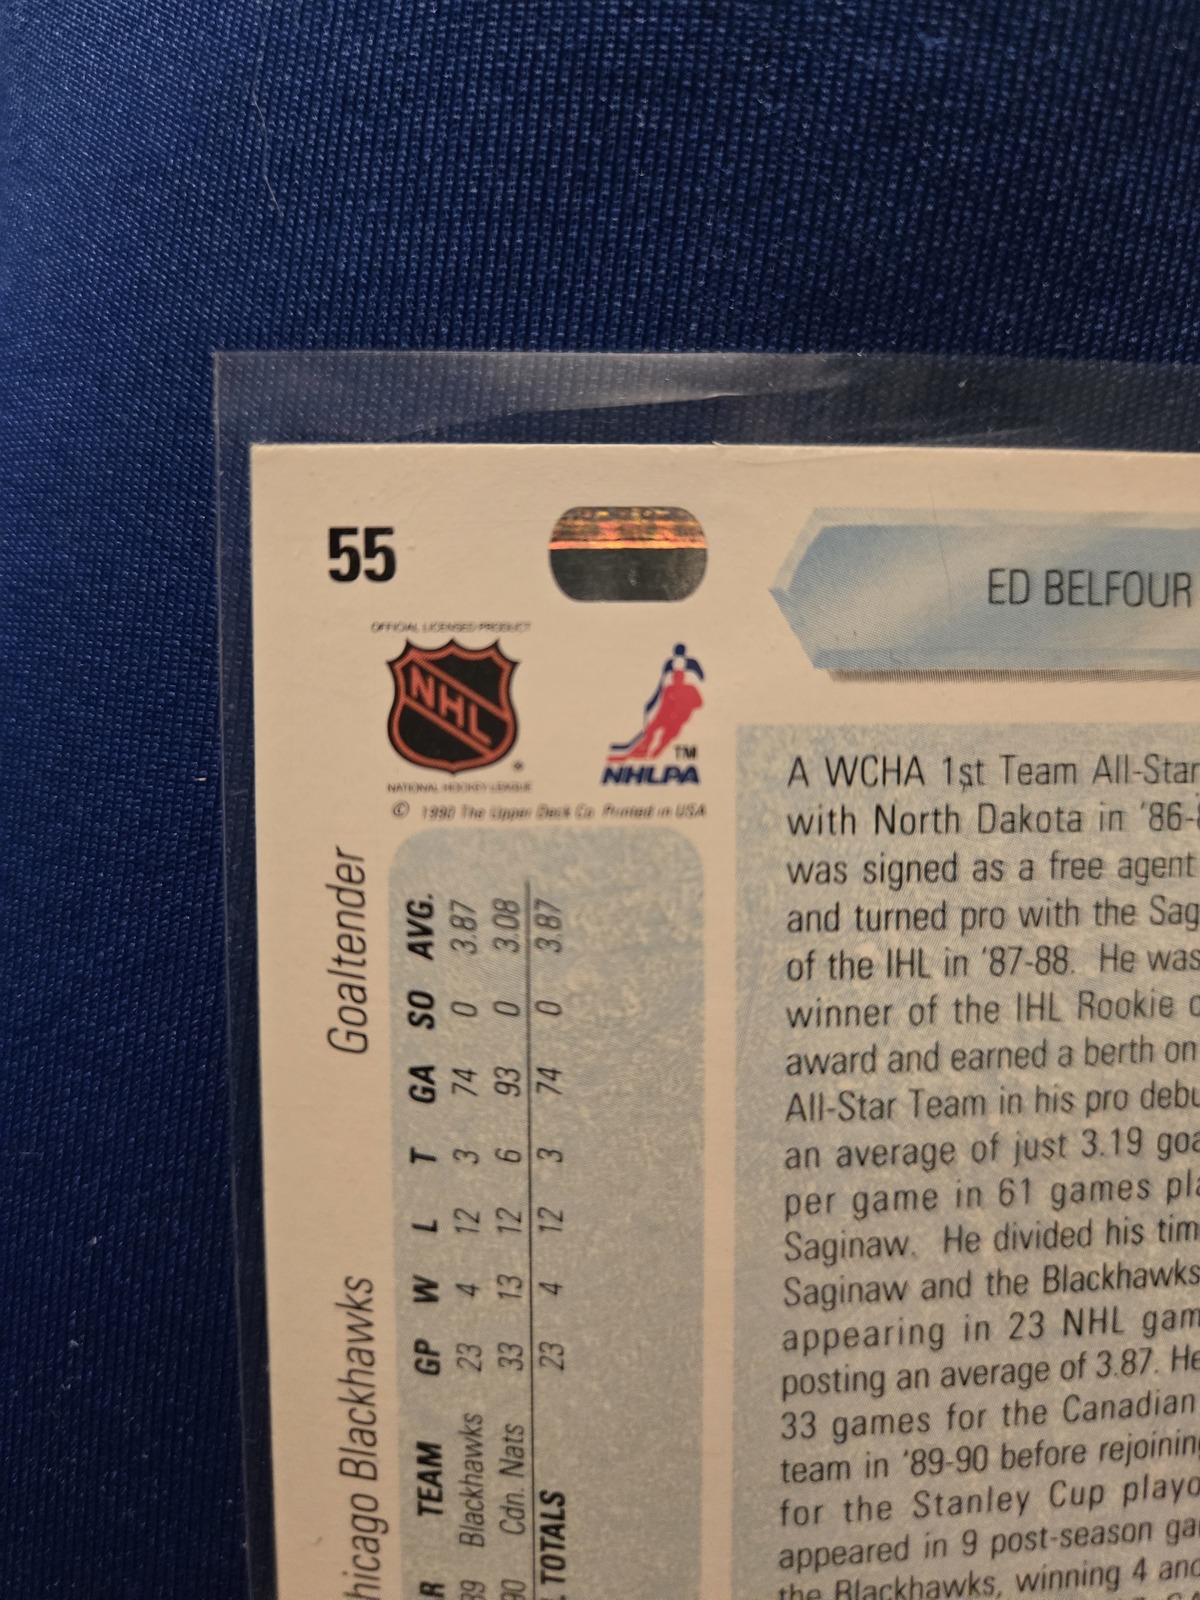 55
ED BELFOUR
OFFICIAL LICENSED PRODUCT
NHL
NATIONAL HOCKEY LEAGUE
TM
NHLPA
© 1990 The Upper Deck Co. Printed in USA
Goaltender
Chicago Blackhawks
TEAM GP W L T GA SO AVG.
89 Blackhawks 23 4 12 3 74 0 3.87
90 Cdn. Nats 33 13 12 6 93 0 3.08
TOTALS 23 4 12 3 74 0 3.87
A WCHA 1st Team All-Star
with North Dakota in '86-8
was signed as a free agent
and turned pro with the Sag
of the IHL in '87-88. He was
winner of the IHL Rookie o
award and earned a berth on
All-Star Team in his pro debu
an average of just 3.19 goa
per game in 61 games pla
Saginaw. He divided his tim
Saginaw and the Blackhawks
appearing in 23 NHL gam
posting an average of 3.87. He
33 games for the Canadian
team in '89-90 before rejoining
for the Stanley Cup playo
appeared in 9 post-season ga
the Blackhawks, winning 4 and